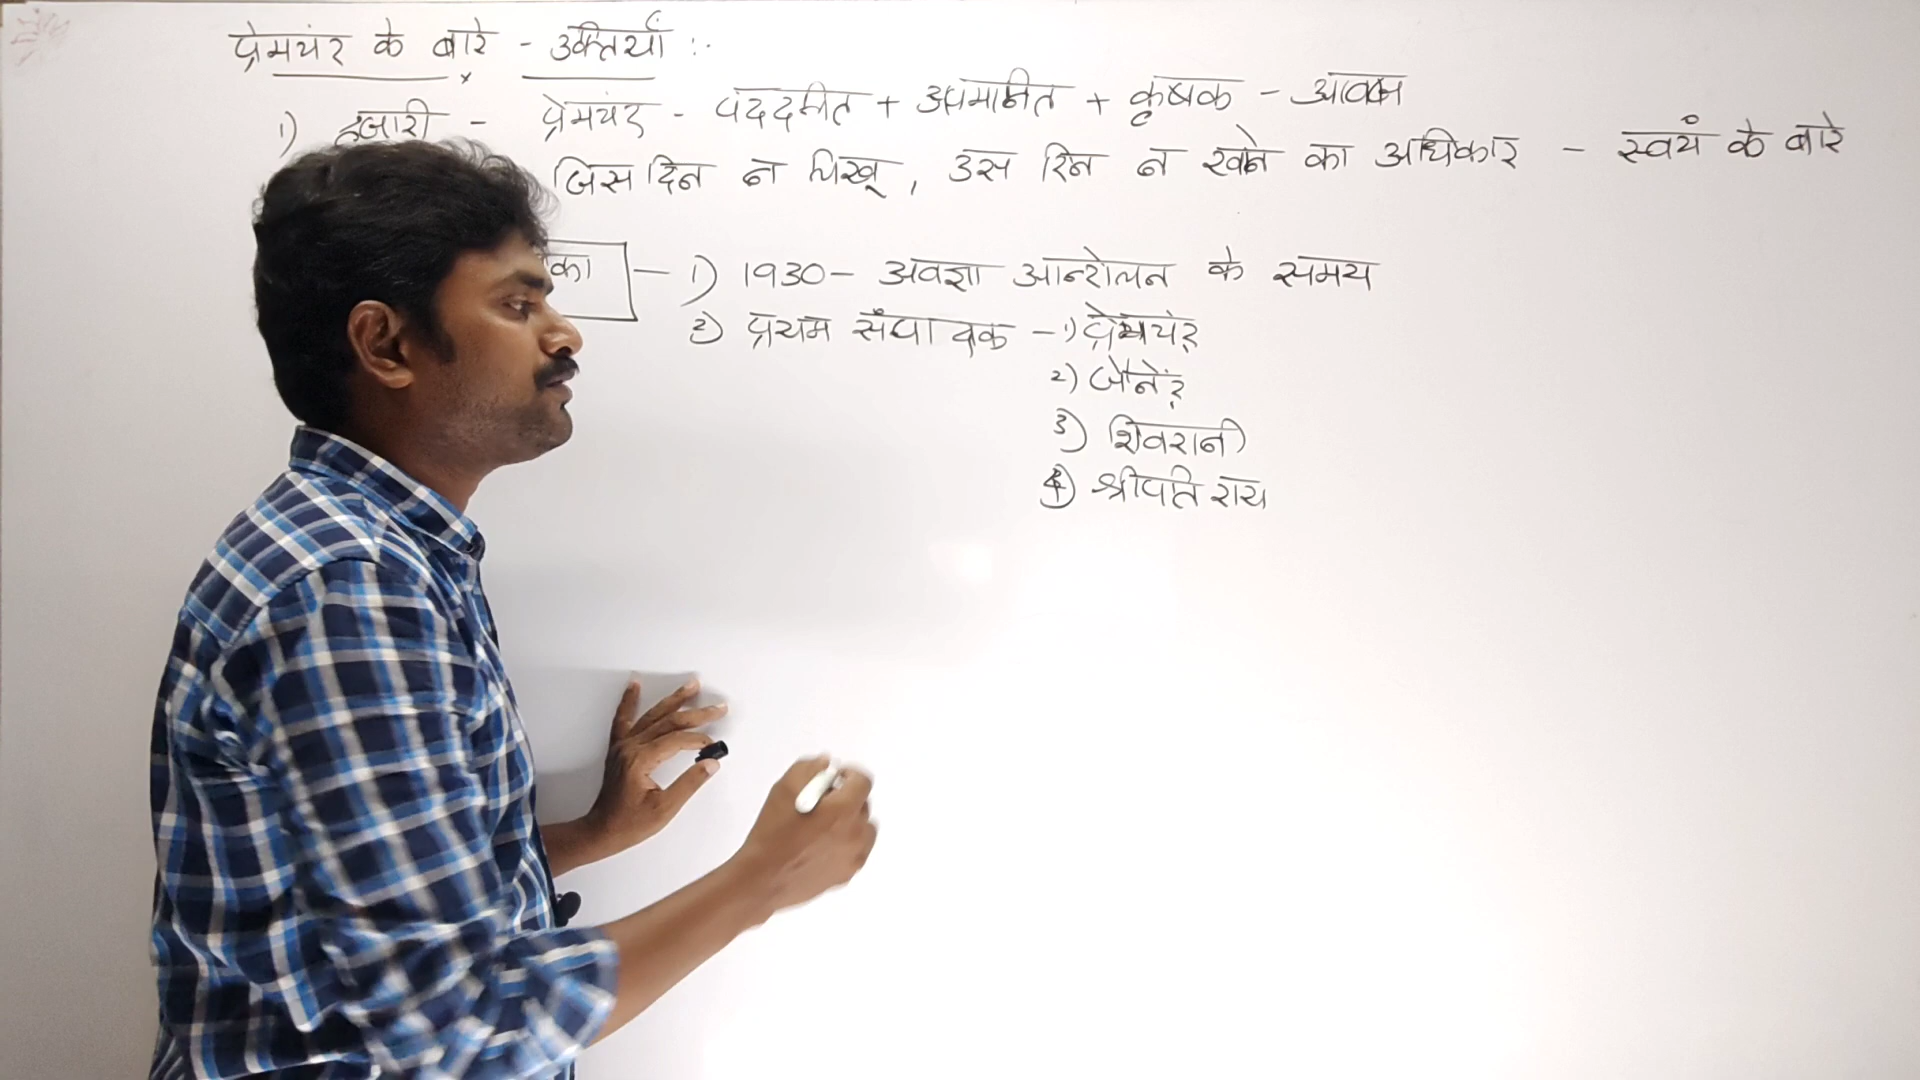 प्रेमचंद के बारे - उक्तियाँ :-
1) हजारी - प्रेमचंद - पददलीत + अपमानित + कृषक - आवाज
जिस दिन न लिखू, उस दिन न खाने का अधिकार - स्वयं के बारे
का — 1) 1930 - अवज्ञा आन्दोलन के समय
2) प्रथम संपादक - 1) प्रेमचंद
2) जैनेंद्र
3) शिवरानी
4) श्रीपति राय